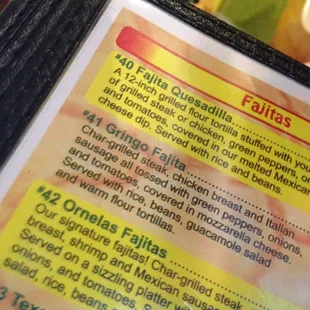 Fajitas
#40 Fajita Quesadilla
A 12-inch grilled flour tortilla stuffed with
of grilled steak or chicken, green peppers,
and tomatoes, covered in our melted Mexican
cheese dip. Served with rice and beans.
#41 Gringo Fajita
Char-grilled steak, chicken breast and Italian
sausage all tossed with green peppers, onions,
and tomatoes, covered in mozzarella cheese.
Served with rice, beans, guacamole salad
and warm flour tortillas.
#42 Ornelas Fajitas
Our signature fajitas! Char-grilled steak
breast, shrimp and Mexican
Served on a sizzling platter
onions, and tomatoes.
salad, rice, beans